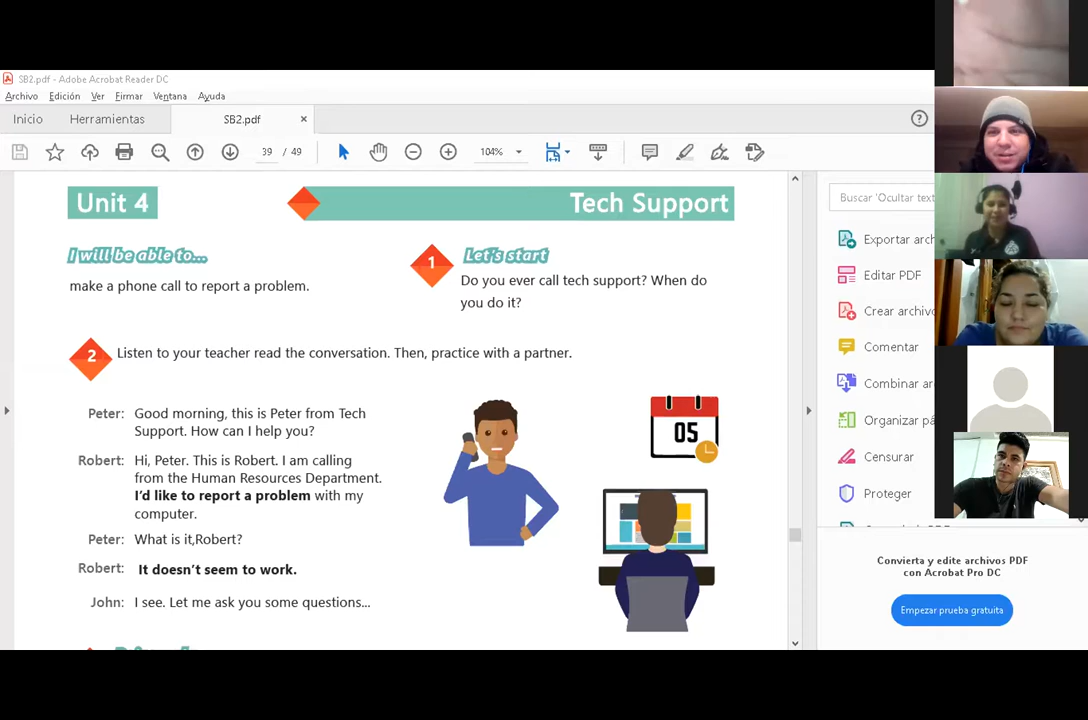 SB2.pdf - Adobe Acrobat Reader DC
Archivo Edición Ver Firmar Ventana Ayuda
Inicio Herramientas SB2.pdf ×
39 / 49 104%
Unit 4 Tech Support
I will be able to...
make a phone call to report a problem.
1 Let's start
Do you ever call tech support? When do
you do it?
2 Listen to your teacher read the conversation. Then, practice with a partner.
Peter: Good morning, this is Peter from Tech
Support. How can I help you?
Robert: Hi, Peter. This is Robert. I am calling
from the Human Resources Department.
I'd like to report a problem with my
computer.
Peter: What is it,Robert?
Robert: It doesn't seem to work.
John: I see. Let me ask you some questions...
05
Buscar 'Ocultar text
Exportar arch
Editar PDF
Crear archivo
Comentar
Combinar ar
Organizar pá
Censurar
Proteger
Convierta y edite archivos PDF
con Acrobat Pro DC
Empezar prueba gratuita